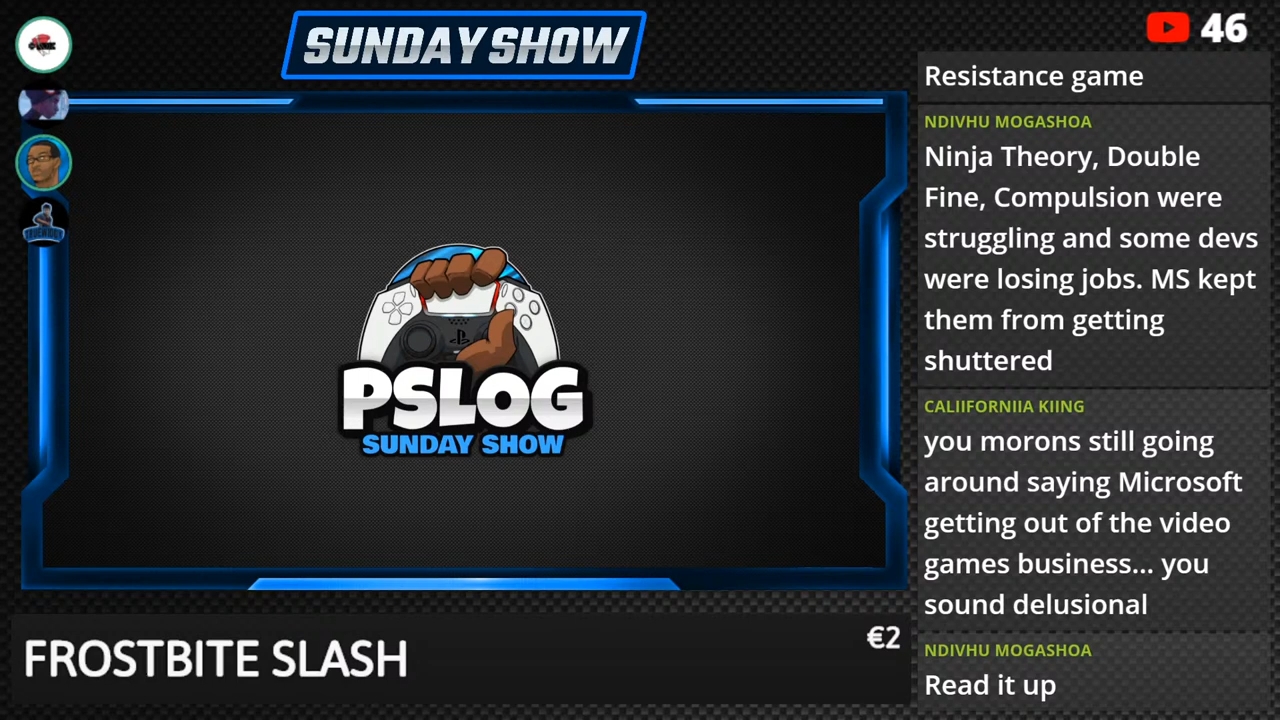 SUNDAY SHOW
46
PSLOG
SUNDAY SHOW
FROSTBITE SLASH
€2
Resistance game
NDIVHU MOGASHOA
Ninja Theory, Double
Fine, Compulsion were
struggling and some devs
were losing jobs. MS kept
them from getting
shuttered
CALIIFORNIIA KIING
you morons still going
around saying Microsoft
getting out of the video
games business... you
sound delusional
NDIVHU MOGASHOA
Read it up